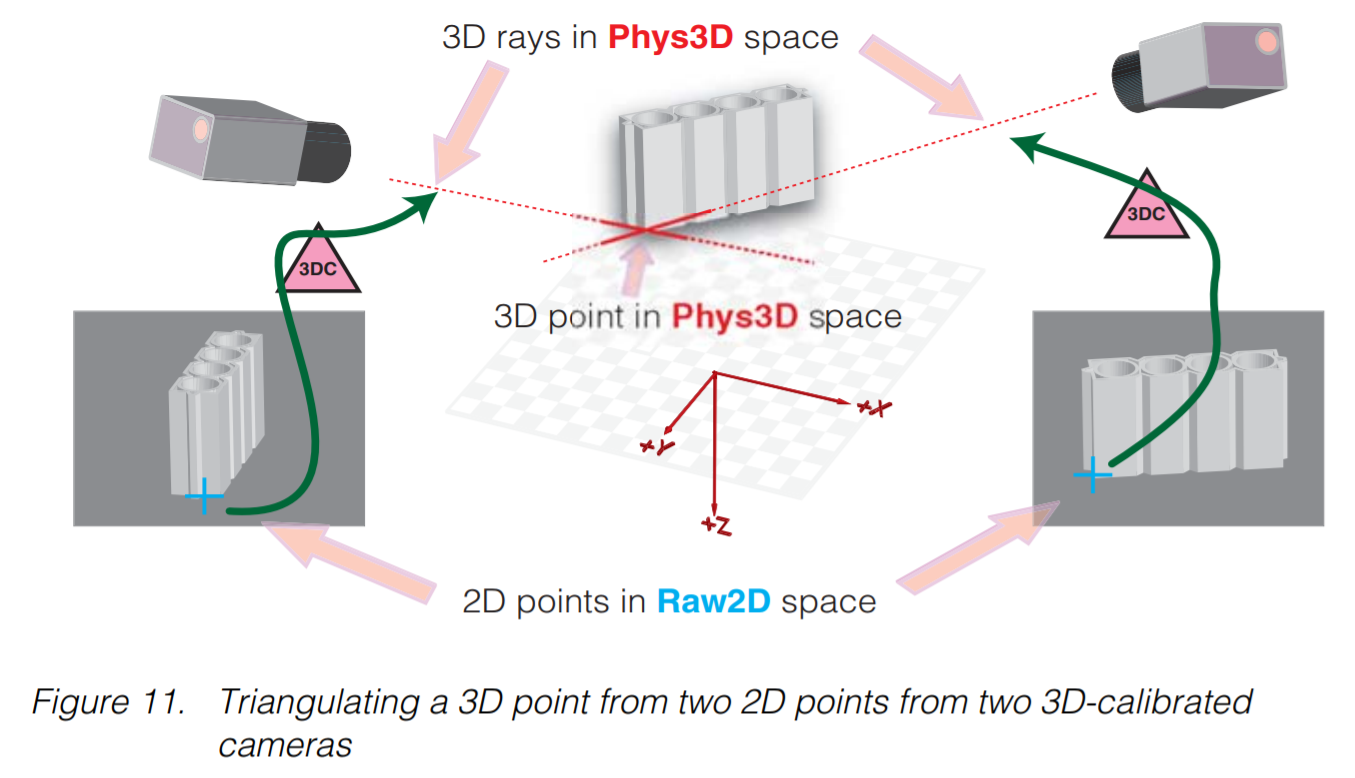 3D rays in Phys3D space
3DC
3DC
3D point in Phys3D space
+X
+Y
+Z
2D points in Raw2D space
Figure 11. Triangulating a 3D point from two 2D points from two 3D-calibrated
cameras